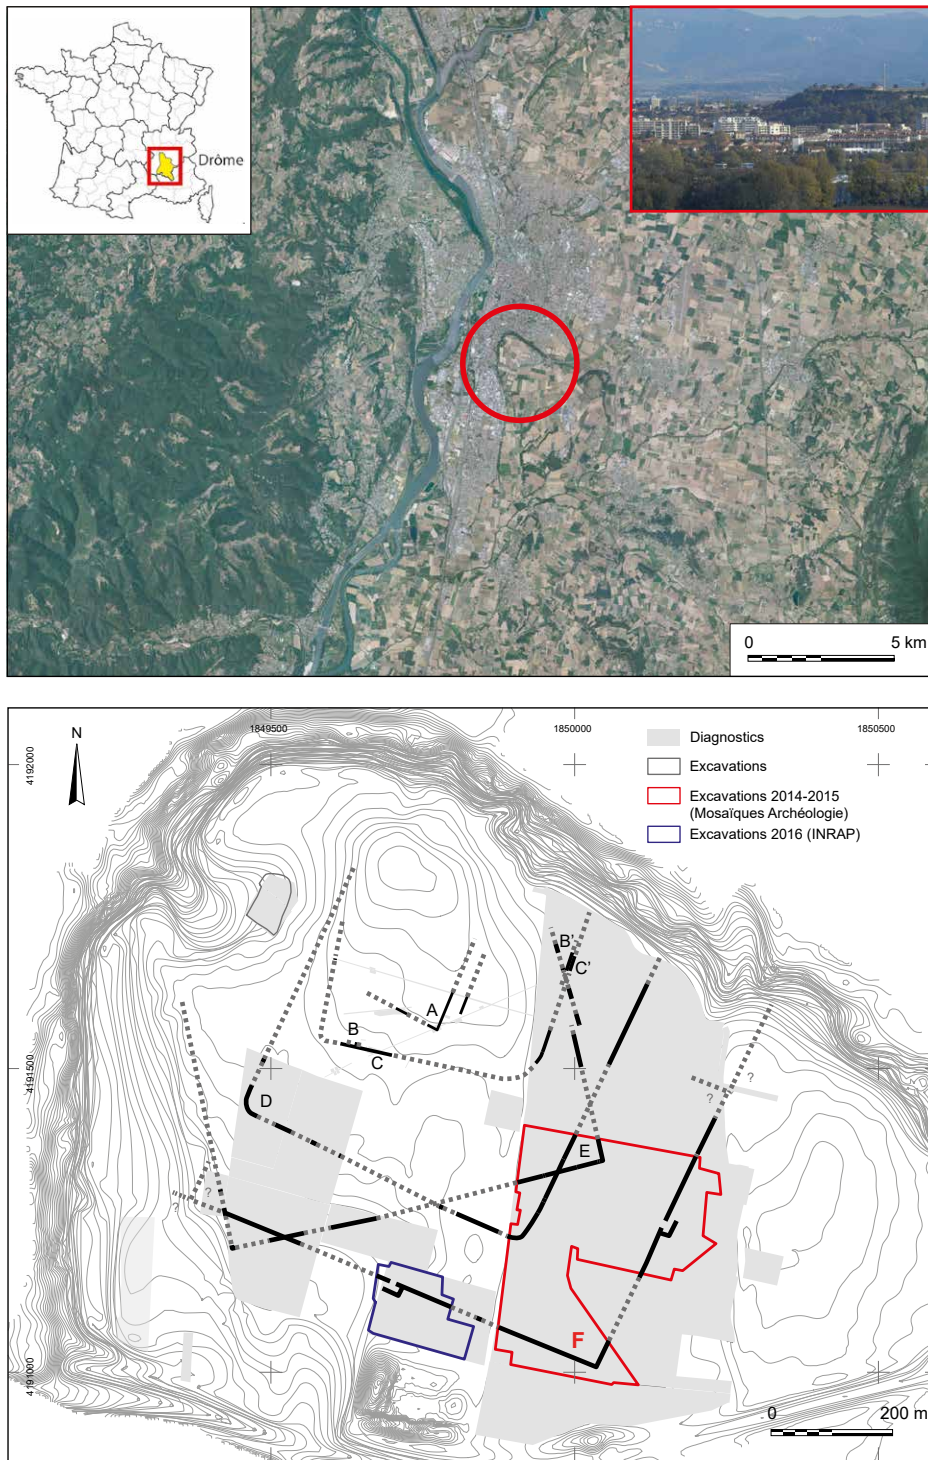 Drôme
0 5 km
N
1849500
1850000
1850500
4192000
4191500
4191000
Diagnostics
Excavations
Excavations 2014-2015
(Mosaïques Archéologie)
Excavations 2016 (INRAP)
B'
C'
A
B
C
D
E
?
?
?
?
F
0 200 m